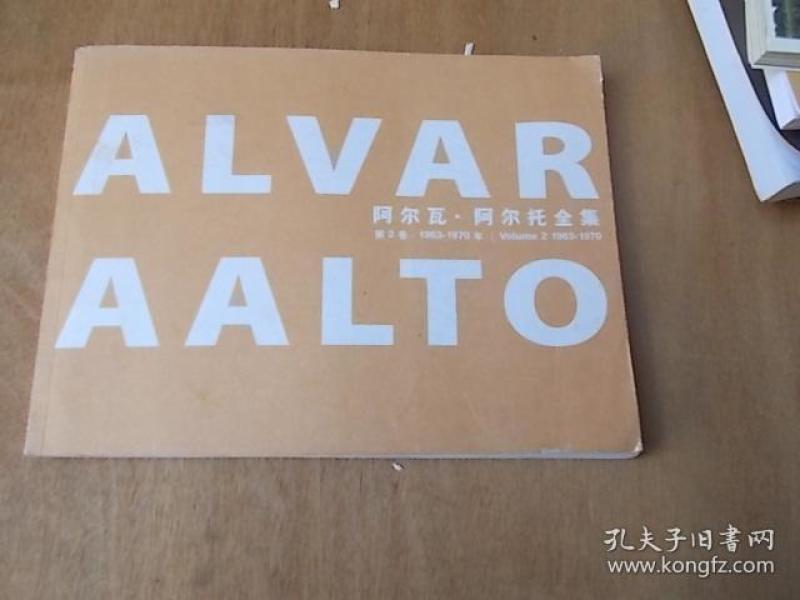 ALVAR
阿尔瓦·阿尔托全集
第2卷：1963-1970年 | Volume 2 1963-1970
AALTO
孔夫子旧書网
www.kongfz.com